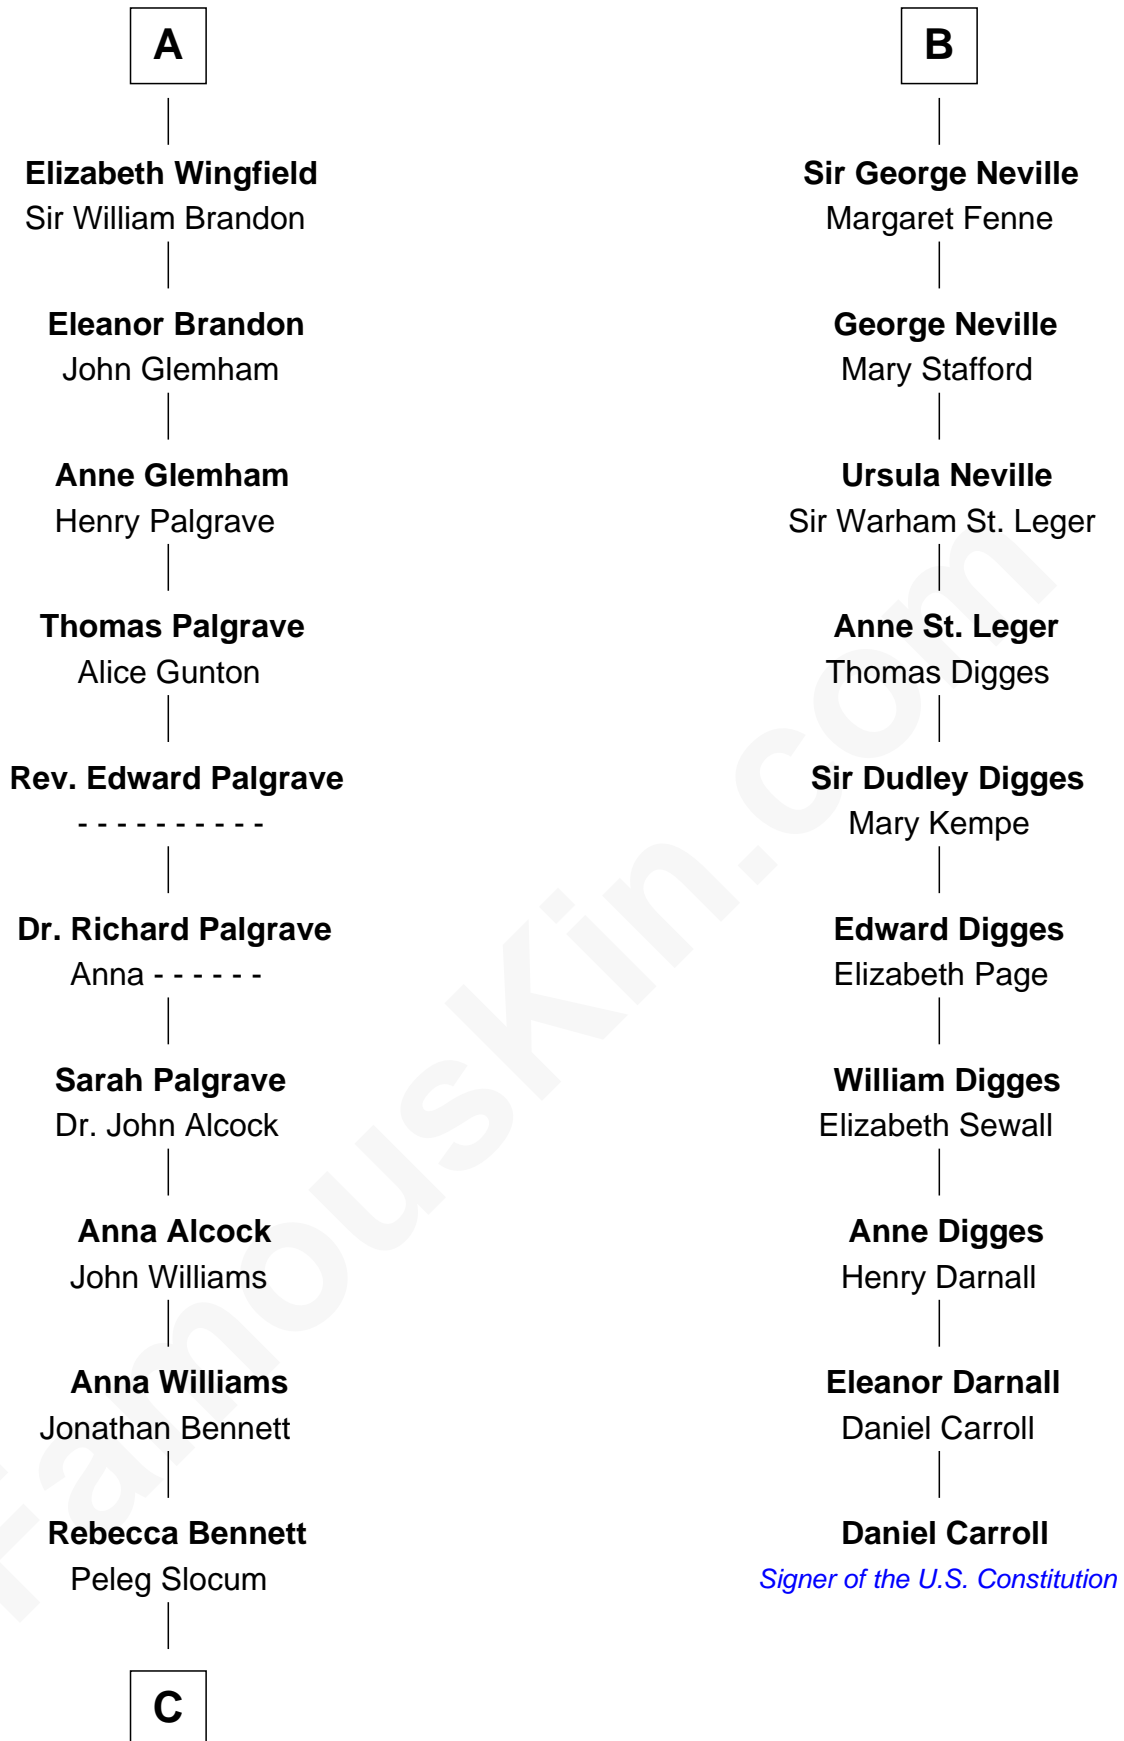 A
Elizabeth Wingfield
Sir William Brandon
Eleanor Brandon
John Glemham
Anne Glemham
Henry Palgrave
Thomas Palgrave
Alice Gunton
Rev. Edward Palgrave
- - - - - - - - - -
Dr. Richard Palgrave
Anna - - - - - -
Sarah Palgrave
Dr. John Alcock
Anna Alcock
John Williams
Anna Williams
Jonathan Bennett
Rebecca Bennett
Peleg Slocum
C
B
Sir George Neville
Margaret Fenne
George Neville
Mary Stafford
Ursula Neville
Sir Warham St. Leger
Anne St. Leger
Thomas Digges
Sir Dudley Digges
Mary Kempe
Edward Digges
Elizabeth Page
William Digges
Elizabeth Sewall
Anne Digges
Henry Darnall
Eleanor Darnall
Daniel Carroll
Daniel Carroll
Signer of the U.S. Constitution
FamousKin.com